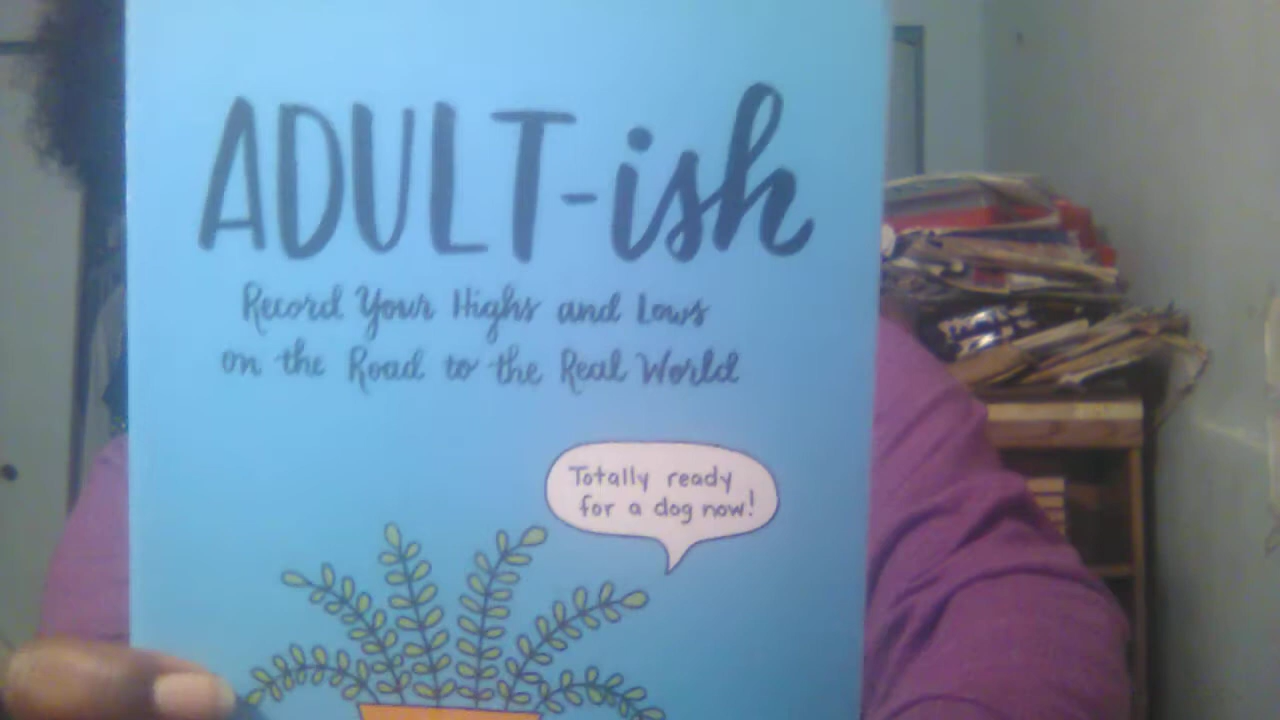 ADULT-ish
Record Your Highs and Lows
on the Road to the Real World
Totally ready
for a dog now!